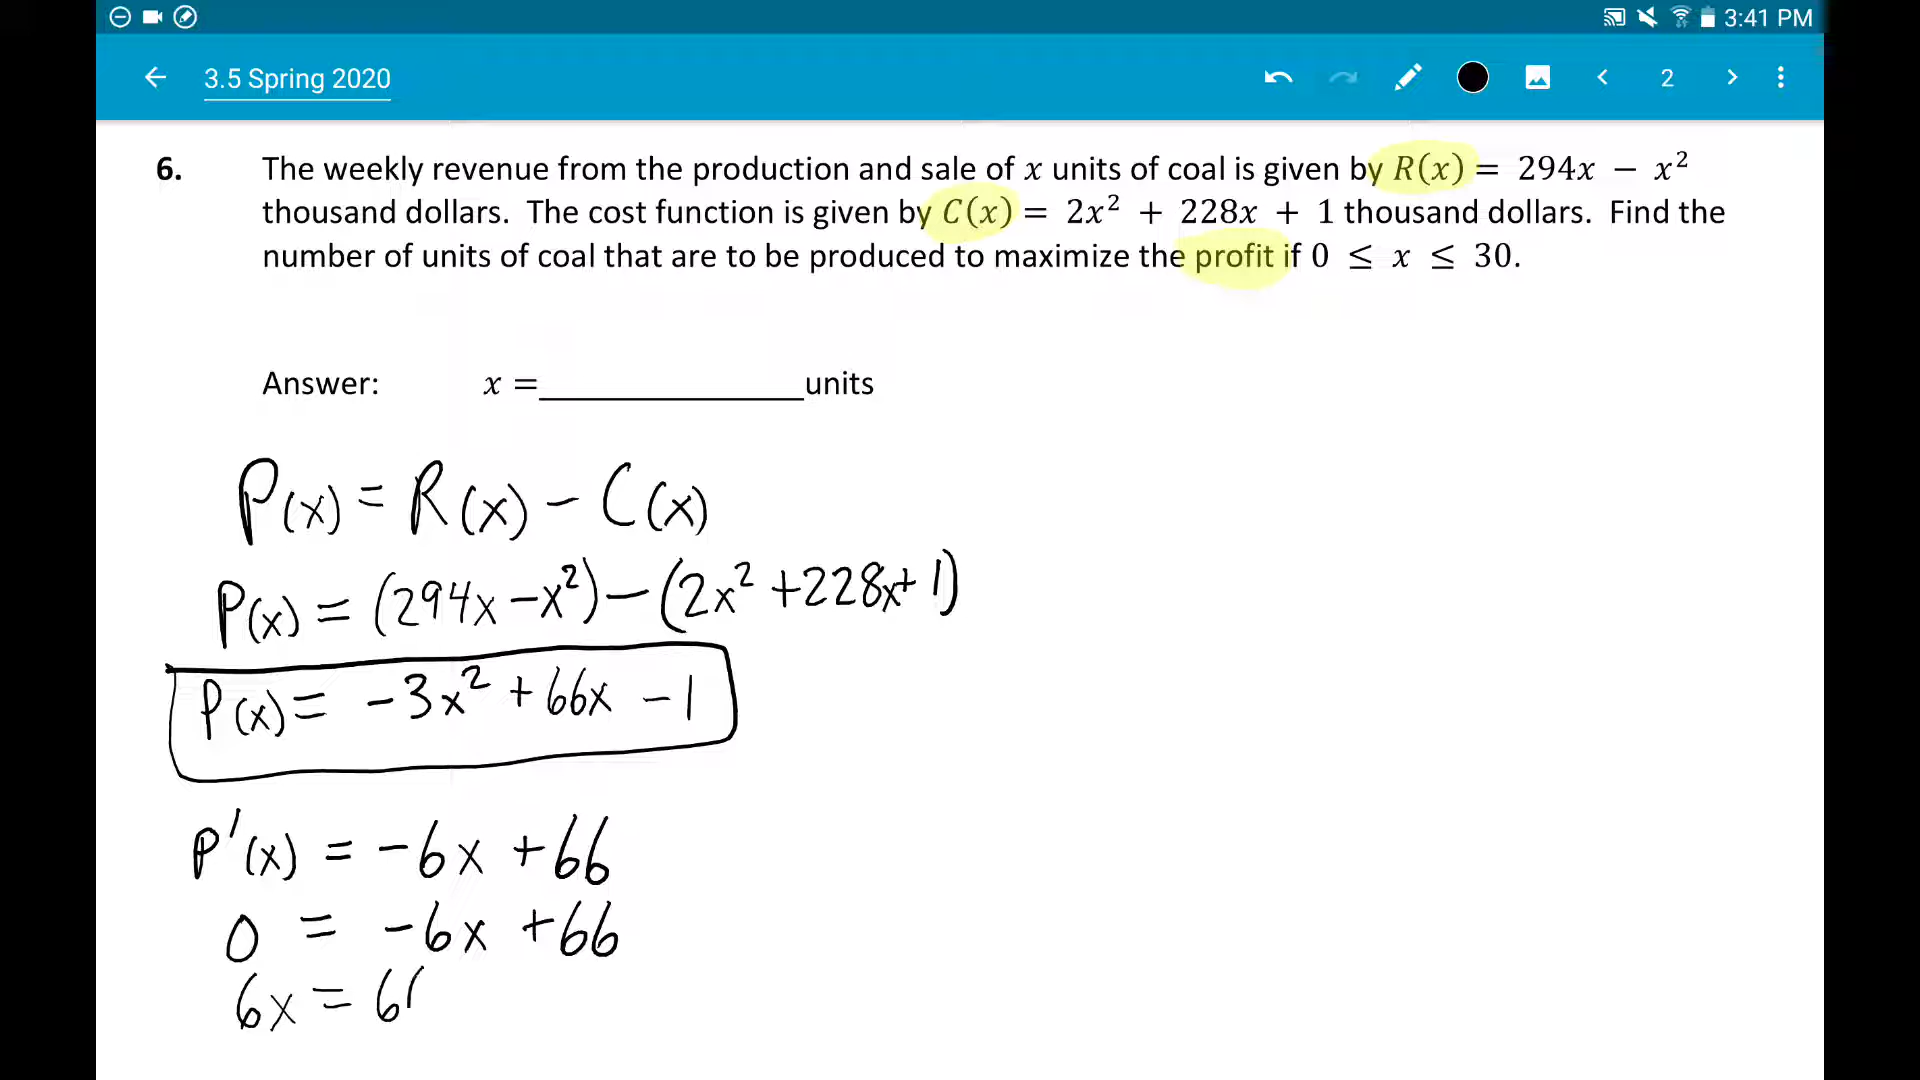 3:41 PM
3.5 Spring 2020
2
6. The weekly revenue from the production and sale of x units of coal is given by R(x) = 294x − x²
thousand dollars. The cost function is given by C(x) = 2x² + 228x + 1 thousand dollars. Find the
number of units of coal that are to be produced to maximize the profit if 0 ≤ x ≤ 30.
Answer: x =_______________units
P(x) = R(x) − C(x)
P(x) = (294x − x²) − (2x² + 228x + 1)
P(x) = −3x² + 66x − 1
P'(x) = −6x + 66
0 = −6x + 66
6x = 6